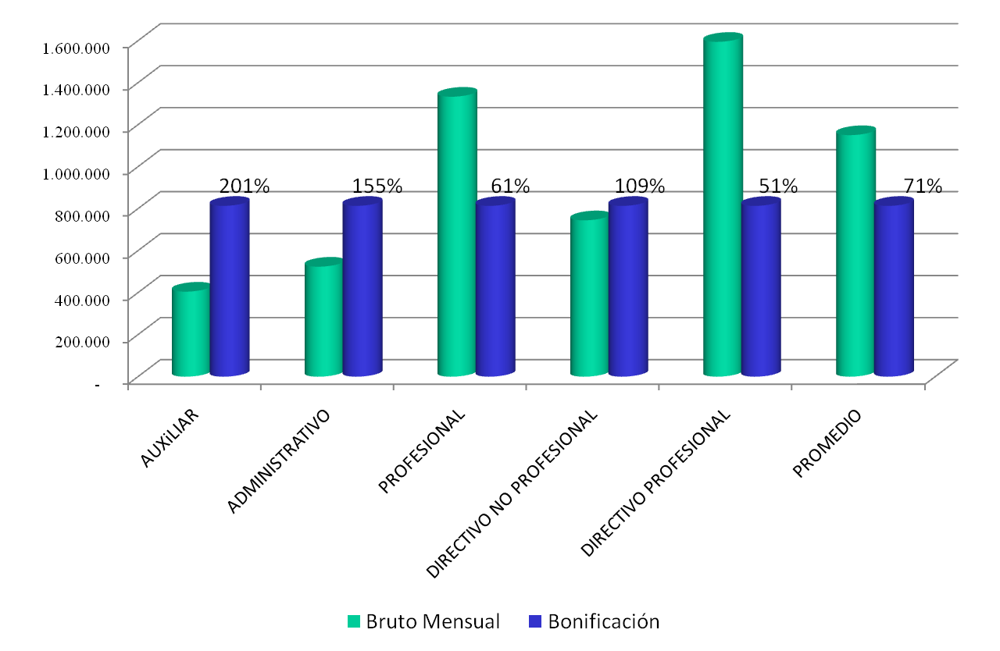 1.600.000
1.400.000
1.200.000
1.000.000
800.000
600.000
400.000
200.000
-
201%
155%
61%
109%
51%
71%
AUXiLIAR
ADMINISTRATIVO
PROFESIONAL
DIRECTIVO NO PROFESIONAL
DIRECTIVO PROFESIONAL
PROMEDIO
Bruto Mensual
Bonificación